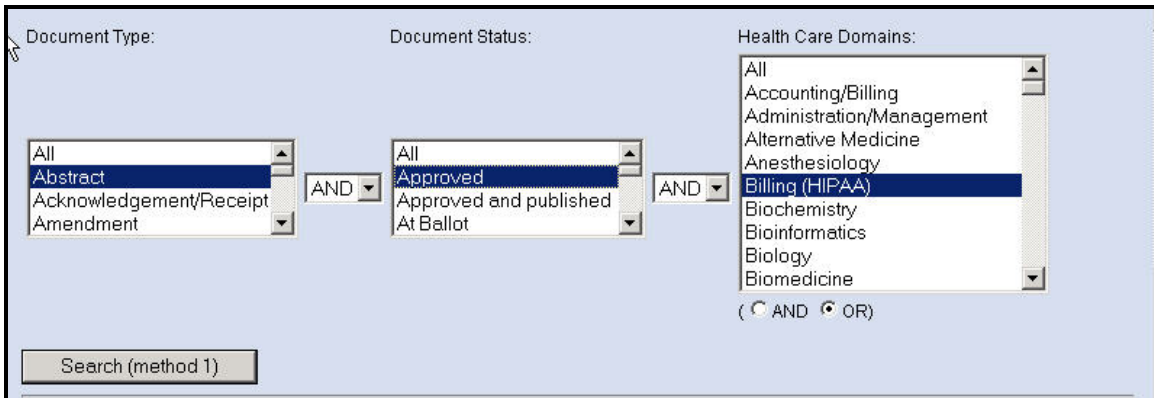 Document Type:
Document Status:
Health Care Domains:
All
Abstract
Acknowledgement/Receipt
Amendment
AND
All
Approved
Approved and published
At Ballot
AND
All
Accounting/Billing
Administration/Management
Alternative Medicine
Anesthesiology
Billing (HIPAA)
Biochemistry
Bioinformatics
Biology
Biomedicine
( AND OR)
Search (method 1)